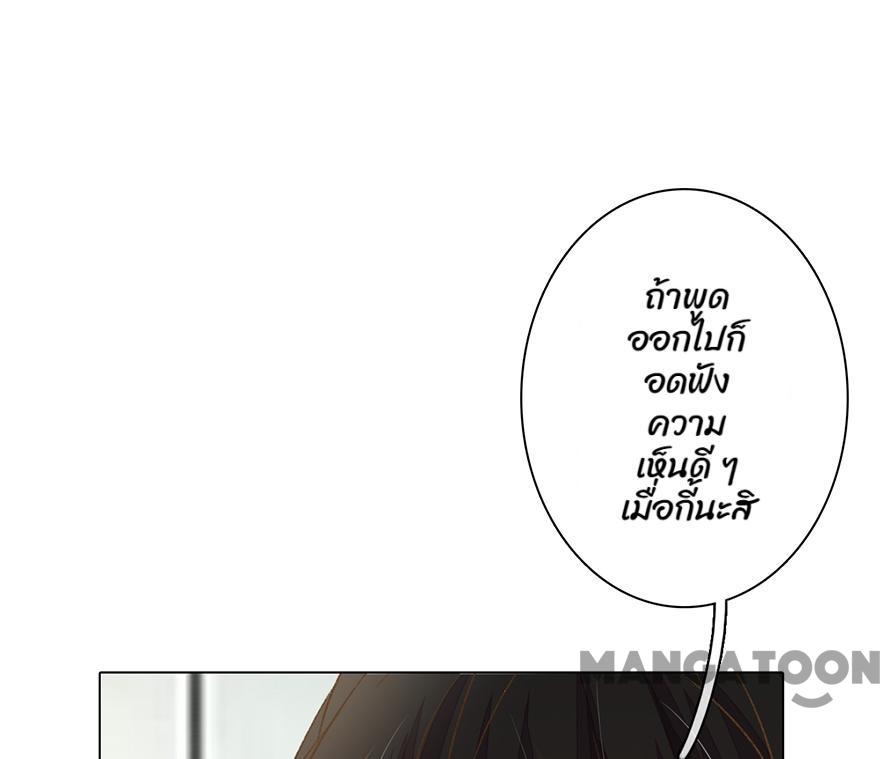 ถ้าพูด
ออกไปก็
อดฟัง
ความ
เห็นดี ๆ
เมื่อกี้นะสิ
MANGATOON